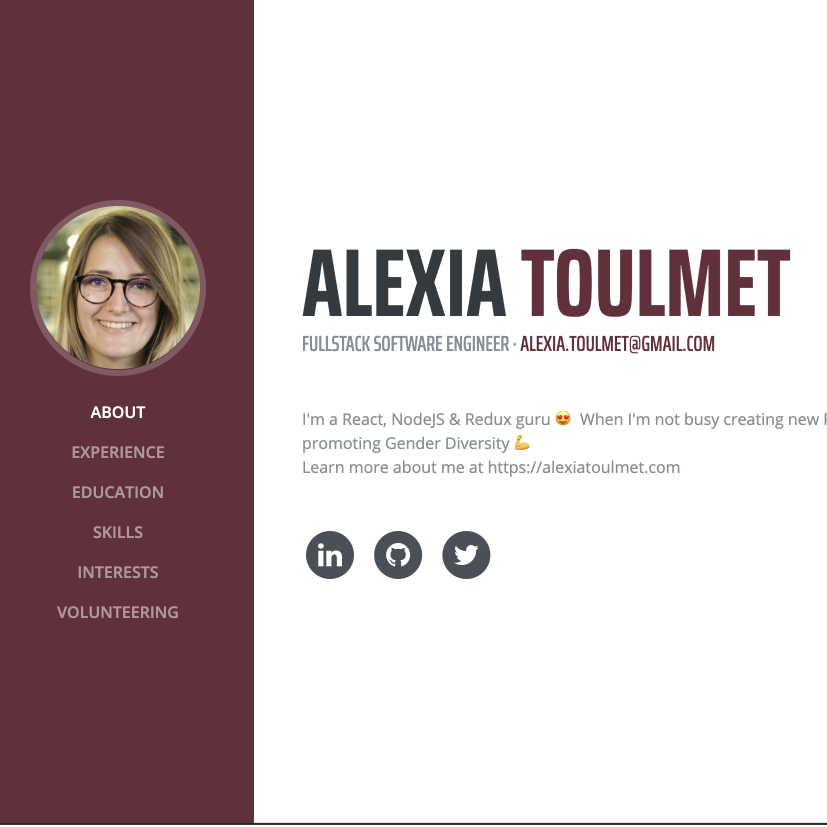 ABOUT
EXPERIENCE
EDUCATION
SKILLS
INTERESTS
VOLUNTEERING
ALEXIA TOULMET
FULLSTACK SOFTWARE ENGINEER · ALEXIA.TOULMET@GMAIL.COM
I'm a React, NodeJS & Redux guru 😍 When I'm not busy creating new
promoting Gender Diversity 💪
Learn more about me at https://alexiatoulmet.com
in